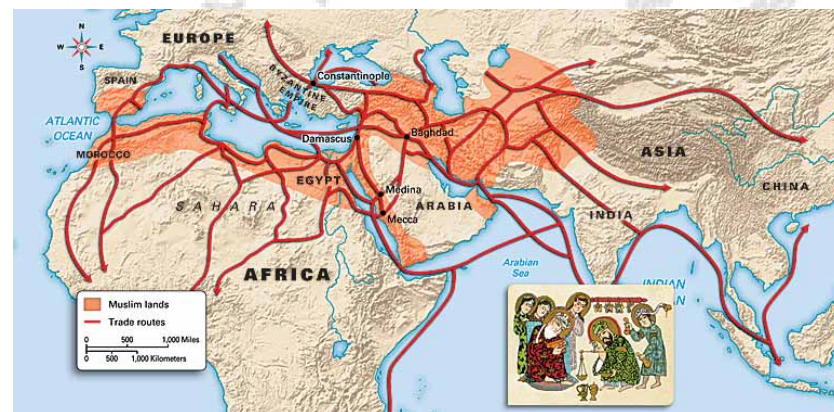 N
W E
S
EUROPE
SPAIN
BYZANTINE
EMPIRE
Constantinople
ATLANTIC
OCEAN
Damascus
Baghdad
ASIA
MOROCCO
EGYPT
CHINA
Medina
SAHARA
ARABIA
INDIA
Mecca
AFRICA
Arabian
Sea
INDIAN
Muslim lands
Trade routes
0 500 1,000 Miles
0 500 1,000 Kilometers